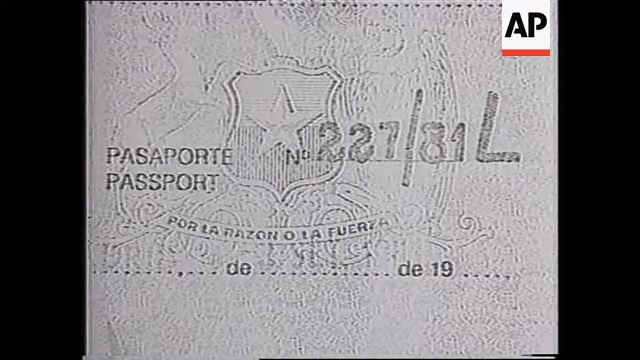 AP
PASAPORTE Nº 227/81 L
PASSPORT
POR LA RAZON O LA FUERZA
........,.... de ................ de 19 ......